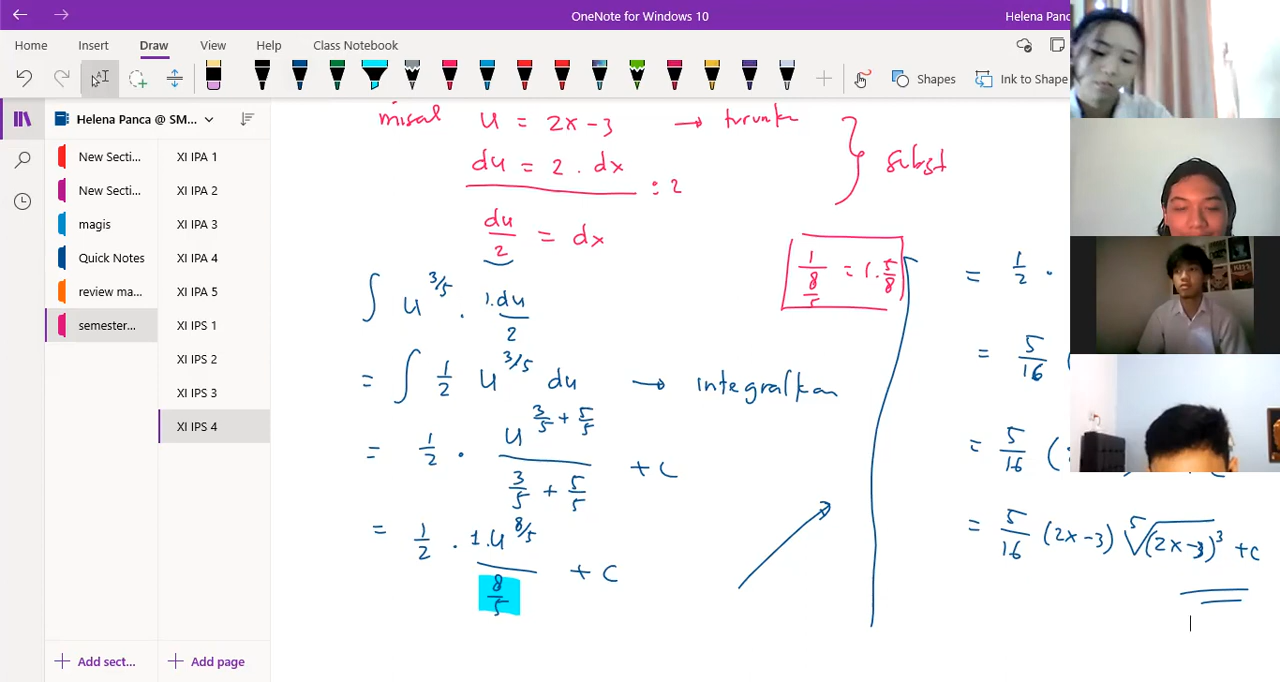 OneNote for Windows 10
Helena Panc
Home Insert Draw View Help Class Notebook
Shapes Ink to Shape
Helena Panca @ SM...
New Secti...
New Secti...
magis
Quick Notes
review ma...
semester...
Add sect...
XI IPA 1
XI IPA 2
XI IPA 3
XI IPA 4
XI IPA 5
XI IPS 1
XI IPS 2
XI IPS 3
XI IPS 4
Add page
misal u = 2x - 3 → turunkan
du = 2 . dx : 2
du/2 = dx
subst
∫ u^3/5 . 1.du/2
= ∫ 1/2 u^3/5 du → integralkan
= 1/2 . u^(3/5 + 5/5) / (3/5 + 5/5) + C
= 1/2 . 1.u^8/5 / (8/5) + C
1/(8/5) = 1 . 5/8
= 1/2 .
= 5/16 (
= 5/16 (
= 5/16 (2x-3) ⁵√(2x-3)³ + C